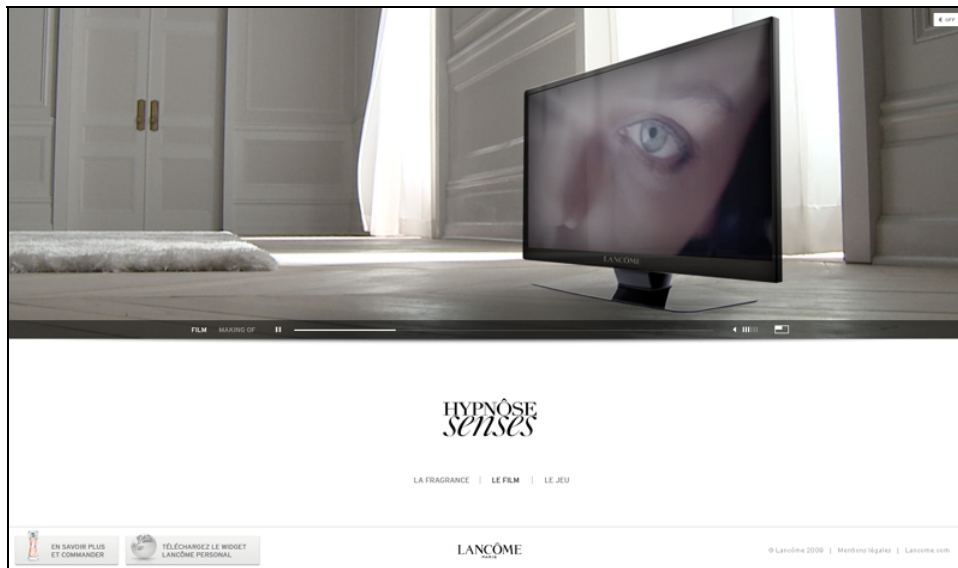 OFF
LANCÔME
FILM MAKING OF
HYPNÔSE
senses
LA FRAGRANCE | LE FILM | LE JEU
EN SAVOIR PLUS
ET COMMANDER
TÉLÉCHARGEZ LE WIDGET
LANCÔME PERSONAL
LANCÔME
PARIS
© Lancôme 2009 | Mentions légales | Lancome.com